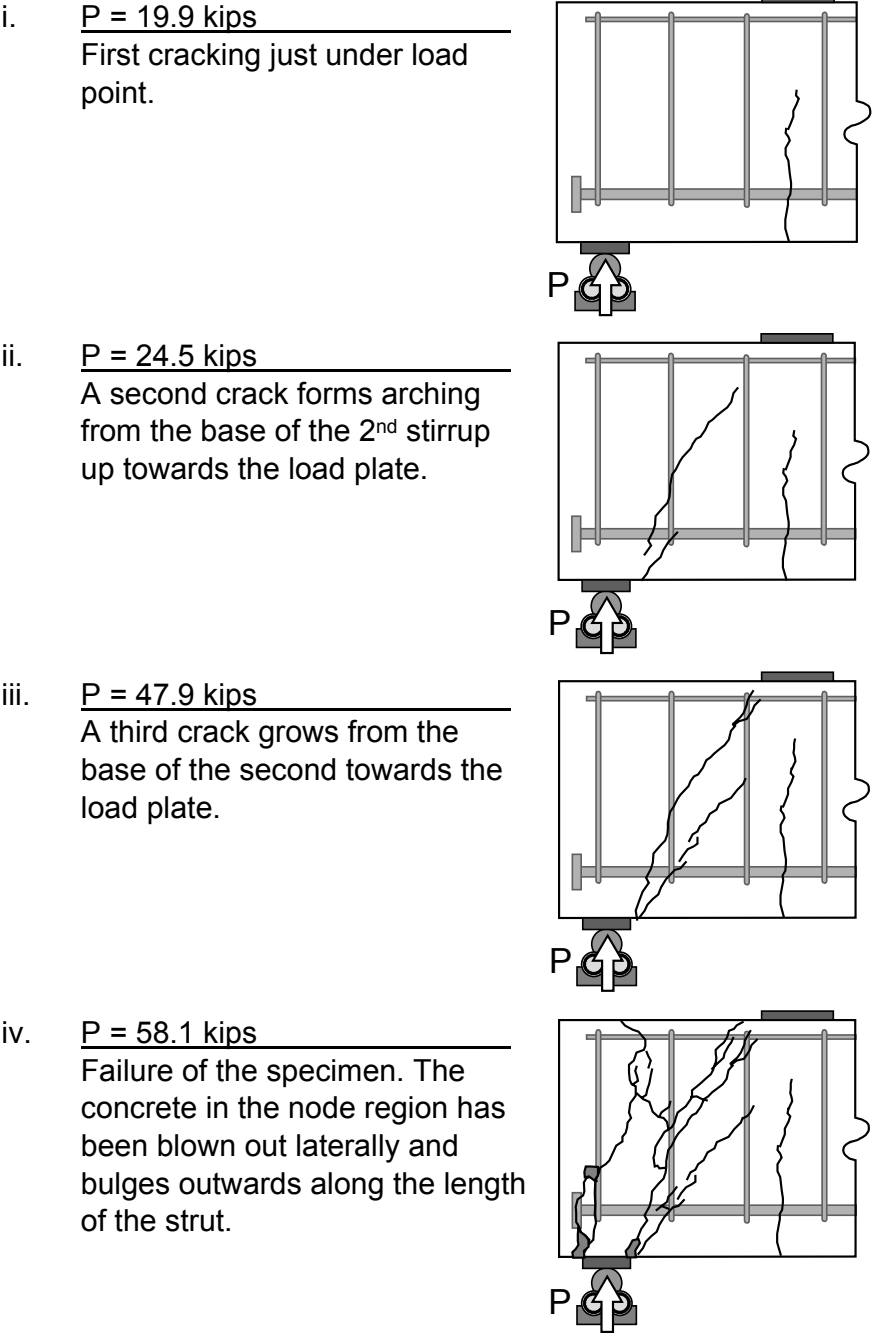 i. P = 19.9 kips
First cracking just under load
point.
P
ii. P = 24.5 kips
A second crack forms arching
from the base of the 2nd stirrup
up towards the load plate.
P
iii. P = 47.9 kips
A third crack grows from the
base of the second towards the
load plate.
P
iv. P = 58.1 kips
Failure of the specimen. The
concrete in the node region has
been blown out laterally and
bulges outwards along the length
of the strut.
P